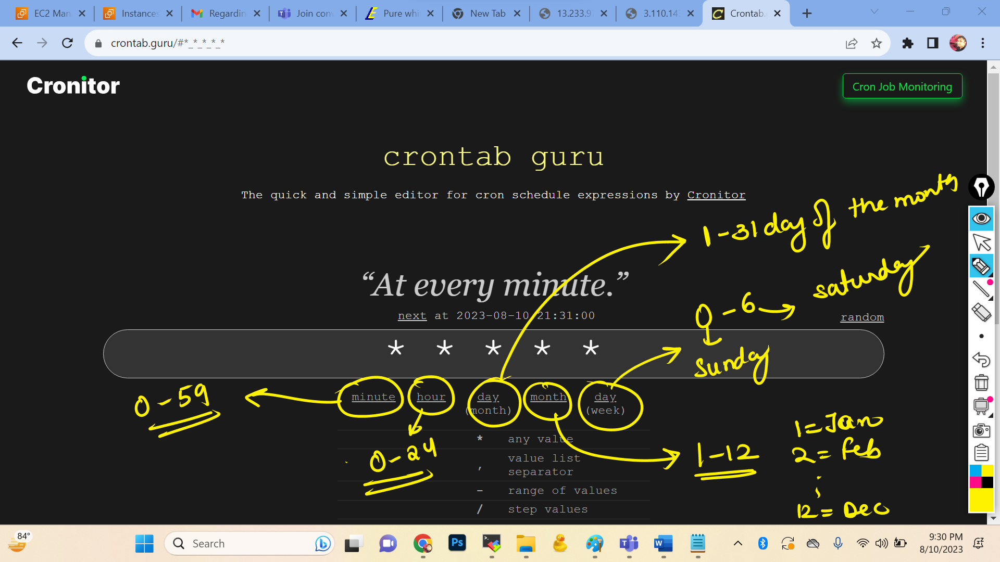 EC2 Man
Instances
Regardin
Join con
Pure whi
New Tab
13.233.9
3.110.14
Crontab.
crontab.guru/#*_*_*_*_*
Cronitor
Cron Job Monitoring
crontab guru
The quick and simple editor for cron schedule expressions by Cronitor
1-31 day of the month
“At every minute.”
saturday
0-6
next at 2023-08-10 21:31:00
random
* * * * *
Sunday
0-59
minute hour day (month) month day (week)
0-24
1-12
1=Jan
2=Feb
12=Dec
* any value
, value list separator
- range of values
/ step values
84°
Search
Ps
T
W
9:30 PM
8/10/2023